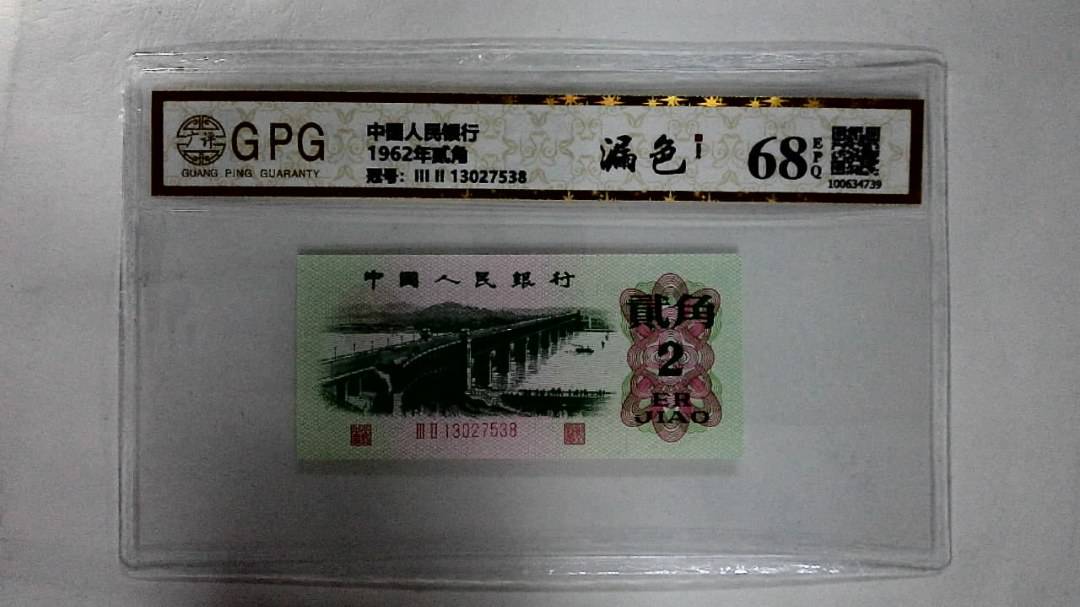 GPG
GUANG PING GUARANTY
中國人民銀行
1962年貳角
冠号：III II 13027538
漏色
68
EPQ
100634739
中國人民銀行
貳角
2
ER
JIAO
III II 13027538